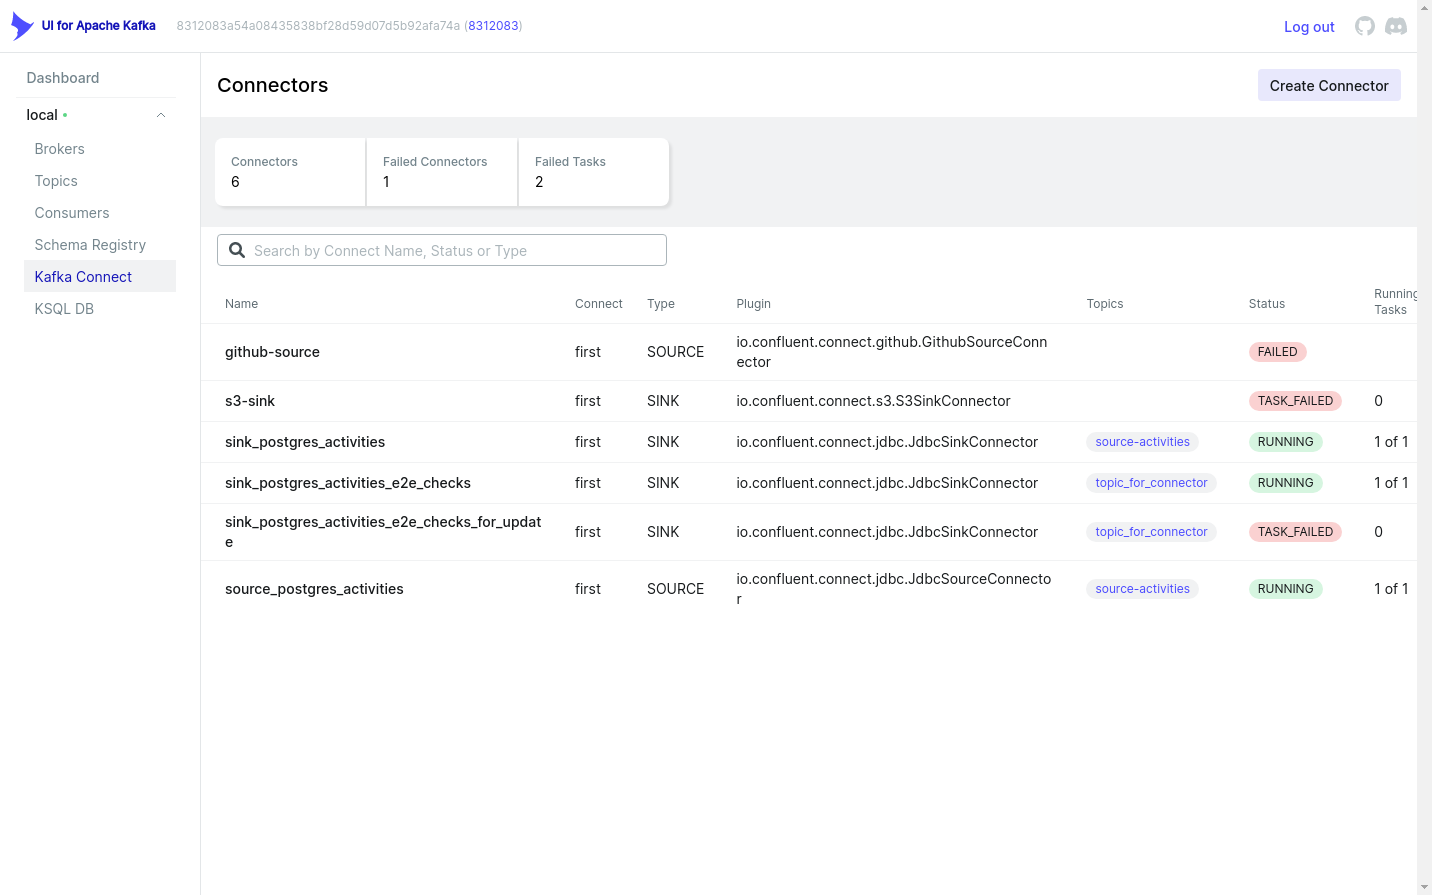 UI for Apache Kafka 8312083a54a08435838bf28d59d07d5b92afa74a (8312083) Log out
Dashboard
local
Brokers
Topics
Consumers
Schema Registry
Kafka Connect
KSQL DB
Connectors
Create Connector
Connectors Failed Connectors Failed Tasks
6 1 2
Search by Connect Name, Status or Type
Name Connect Type Plugin Topics Status Running
Tasks
github-source first SOURCE io.confluent.connect.github.GithubSourceConn
ector FAILED
s3-sink first SINK io.confluent.connect.s3.S3SinkConnector TASK_FAILED 0
sink_postgres_activities first SINK io.confluent.connect.jdbc.JdbcSinkConnector source-activities RUNNING 1 of 1
sink_postgres_activities_e2e_checks first SINK io.confluent.connect.jdbc.JdbcSinkConnector topic_for_connector RUNNING 1 of 1
sink_postgres_activities_e2e_checks_for_updat
e first SINK io.confluent.connect.jdbc.JdbcSinkConnector topic_for_connector TASK_FAILED 0
source_postgres_activities first SOURCE io.confluent.connect.jdbc.JdbcSourceConnecto
r source-activities RUNNING 1 of 1